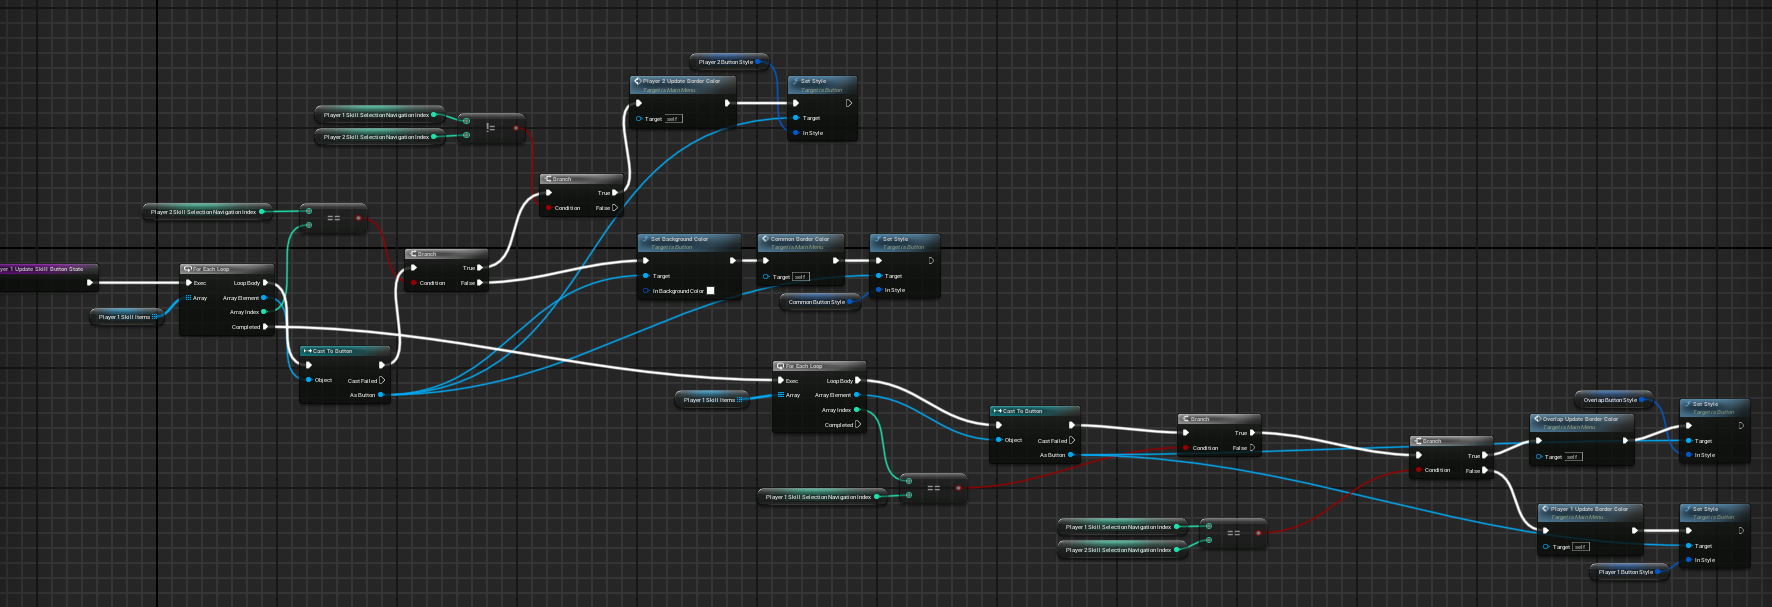 Player 2 Button Style
Player 2 Update Border Color
Target is Main Menu
Target
self
Set Style
Target is Button
Target
In Style
Player 1 Skill Selection Navigation Index
Player 2 Skill Selection Navigation Index
!=
Branch
True
Condition
False
Player 2 Skill Selection Navigation Index
==
Branch
True
Condition
False
yer 1 Update Skill Button State
For Each Loop
Exec
Loop Body
Array
Array Element
Array Index
Completed
Player 1 Skill Items
Cast To Button
Object
Cast Failed
As Button
Set Background Color
Target is Button
Target
In Background Color
Common Border Color
Target is Main Menu
Target
self
Set Style
Target is Button
Target
In Style
Common Button Style
For Each Loop
Exec
Loop Body
Array
Array Element
Array Index
Completed
Player 1 Skill Items
Player 1 Skill Selection Navigation Index
==
Cast To Button
Object
Cast Failed
As Button
Branch
True
Condition
False
Player 1 Skill Selection Navigation Index
Player 2 Skill Selection Navigation Index
==
Branch
True
Condition
False
Overlap Button Style
Overlap Update Border Color
Target is Main Menu
Target
self
Set Style
Target is Button
Target
In Style
Player 1 Update Border Color
Target is Main Menu
Target
self
Set Style
Target is Button
Target
In Style
Player 1 Button Style